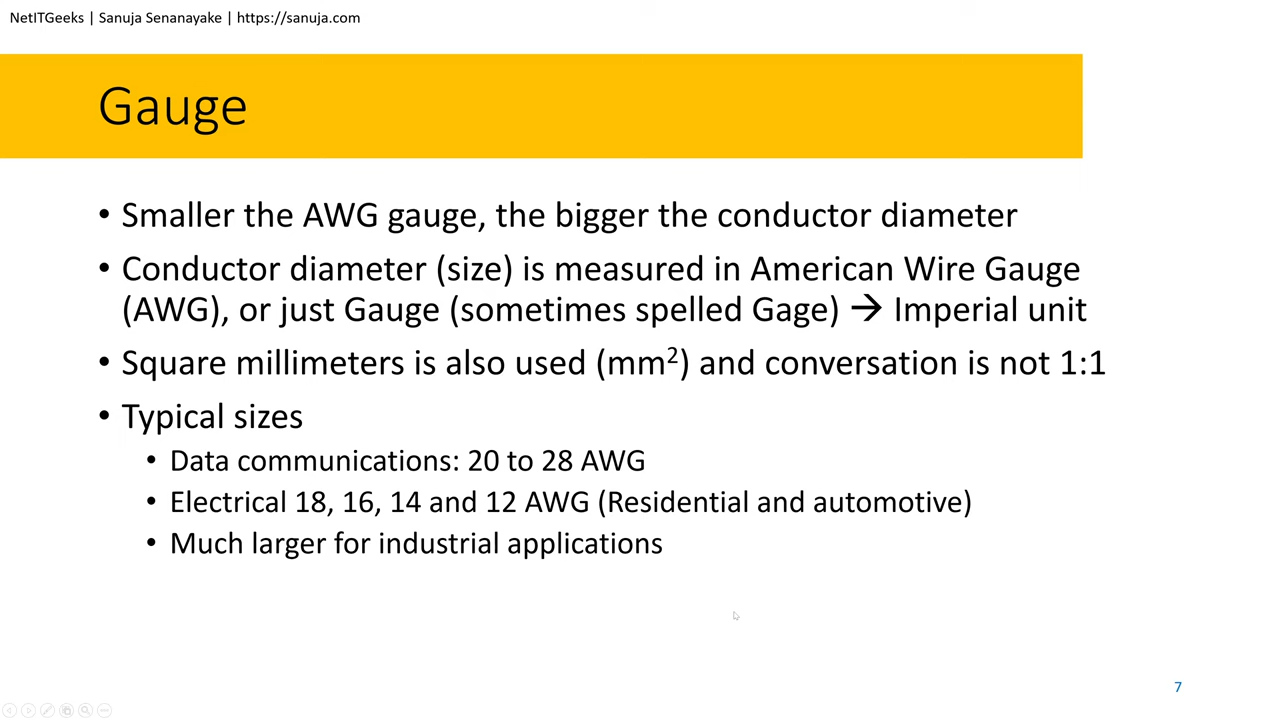 NetITGeeks | Sanuja Senanayake | https://sanuja.com
Gauge
• Smaller the AWG gauge, the bigger the conductor diameter
• Conductor diameter (size) is measured in American Wire Gauge
(AWG), or just Gauge (sometimes spelled Gage) → Imperial unit
• Square millimeters is also used (mm²) and conversation is not 1:1
• Typical sizes
• Data communications: 20 to 28 AWG
• Electrical 18, 16, 14 and 12 AWG (Residential and automotive)
• Much larger for industrial applications
7